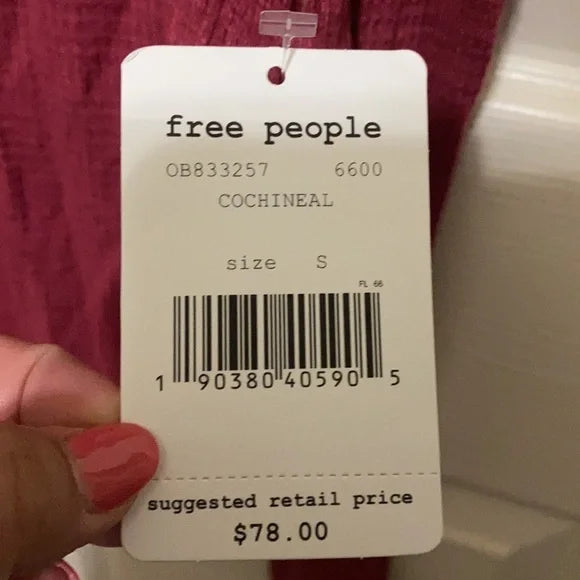 free people
OB833257 6600
COCHINEAL
size S
FL 66
1 90380 40590 5
suggested retail price
$78.00